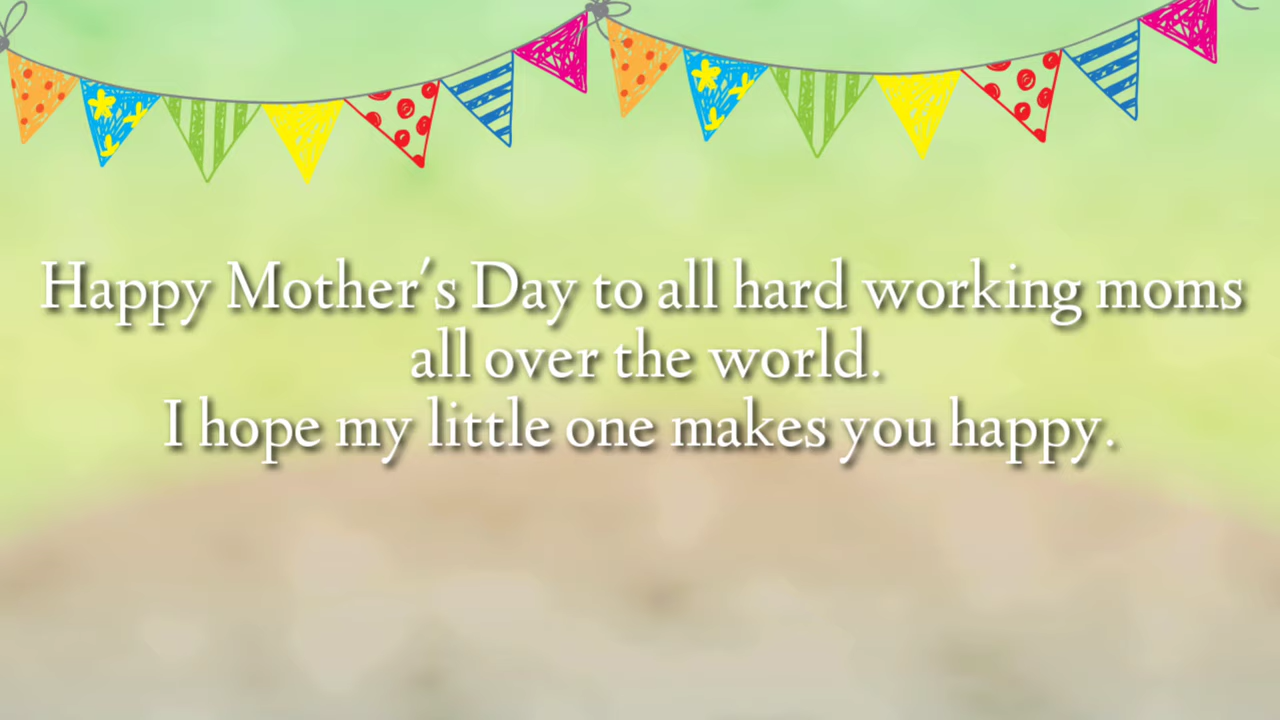 Happy Mother's Day to all hard working moms
all over the world.
I hope my little one makes you happy.